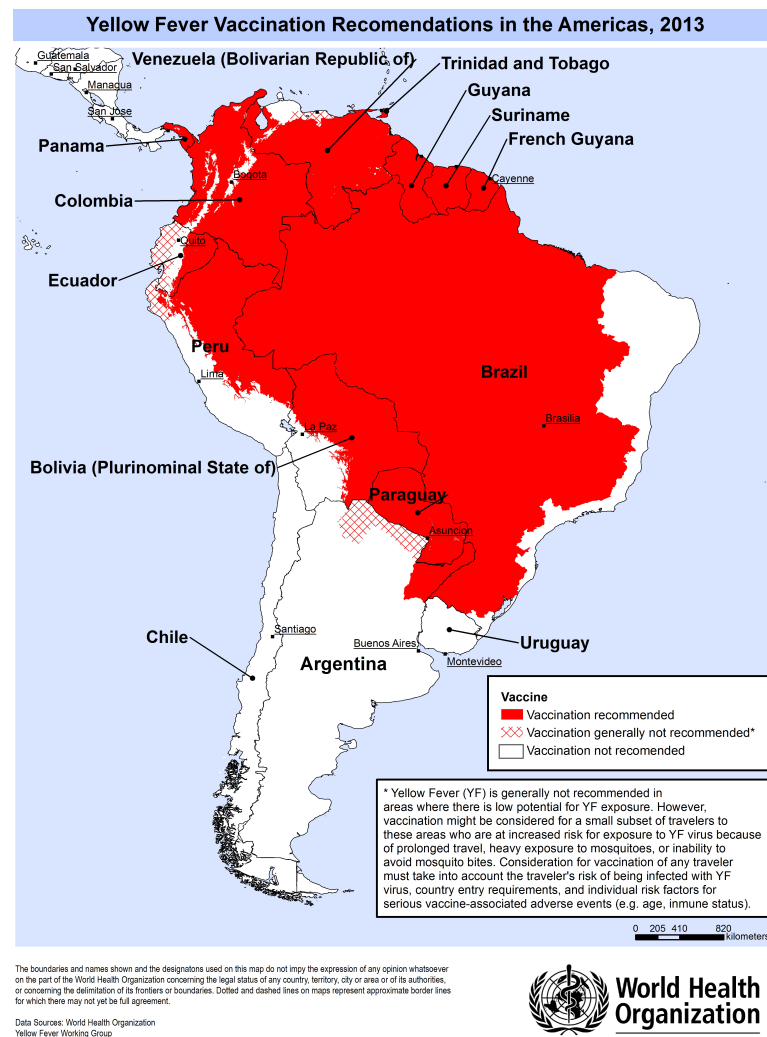 Yellow Fever Vaccination Recomendations in the Americas, 2013
Guatemala
San Salvador
Managua
San Jose
Venezuela (Bolivarian Republic of)
Trinidad and Tobago
Guyana
Suriname
French Guyana
Panama
Bogota
Cayenne
Colombia
Quito
Ecuador
Peru
Lima
Brazil
Brasilia
La Paz
Bolivia (Plurinominal State of)
Paraguay
Asuncion
Santiago
Chile
Buenos Aires
Uruguay
Montevideo
Argentina
Vaccine
Vaccination recommended
Vaccination generally not recommended*
Vaccination not recomended
* Yellow Fever (YF) is generally not recommended in
areas where there is low potential for YF exposure. However,
vaccination might be considered for a small subset of travelers to
these areas who are at increased risk for exposure to YF virus because
of prolonged travel, heavy exposure to mosquitoes, or inability to
avoid mosquito bites. Consideration for vaccination of any traveler
must take into account the traveler's risk of being infected with YF
virus, country entry requirements, and individual risk factors for
serious vaccine-associated adverse events (e.g. age, inmune status).
0 205 410 820
kilometers
The boundaries and names shown and the designatons used on this map do not impy the expression of any opinion whatsoever
on the part of the World Health Organization concerning the legal status of any country, territory, city or area or of its authorities,
or concerning the delimitation of its frontiers or boundaries. Dotted and dashed lines on maps represent approximate border lines
for which there may not yet be full agreement.
Data Sources: World Health Organization
Yellow Fever Working Group
World Health
Organization